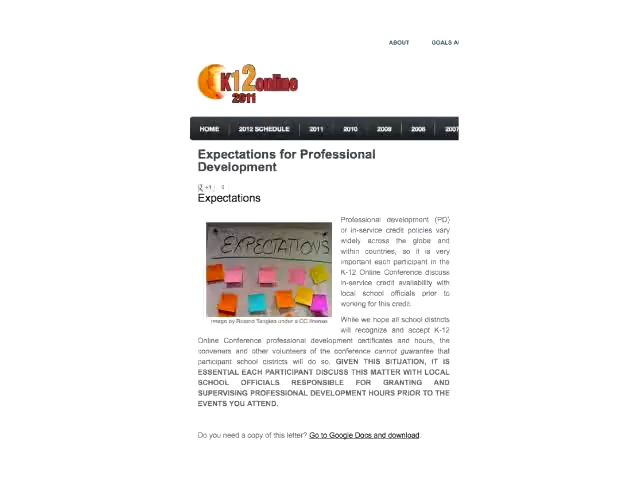 ABOUT GOALS A
K12online
2011
HOME 2012 SCHEDULE 2011 2010 2009 2008 2007
Expectations for Professional
Development
+1 0
Expectations
EXPECTATIONS
Image by Roland Tanglao under a CC license
Professional development (PD)
or in-service credit policies vary
widely across the globe and
within countries, so it is very
important each participant in the
K-12 Online Conference discuss
in-service credit availability with
local school officials prior to
working for this credit.
While we hope all school districts
will recognize and accept K-12
Online Conference professional development certificates and hours, the
conveners and other volunteers of the conference cannot guarantee that
participant school districts will do so. GIVEN THIS SITUATION, IT IS
ESSENTIAL EACH PARTICIPANT DISCUSS THIS MATTER WITH LOCAL
SCHOOL OFFICIALS RESPONSIBLE FOR GRANTING AND
SUPERVISING PROFESSIONAL DEVELOPMENT HOURS PRIOR TO THE
EVENTS YOU ATTEND.
Do you need a copy of this letter? Go to Google Docs and download.